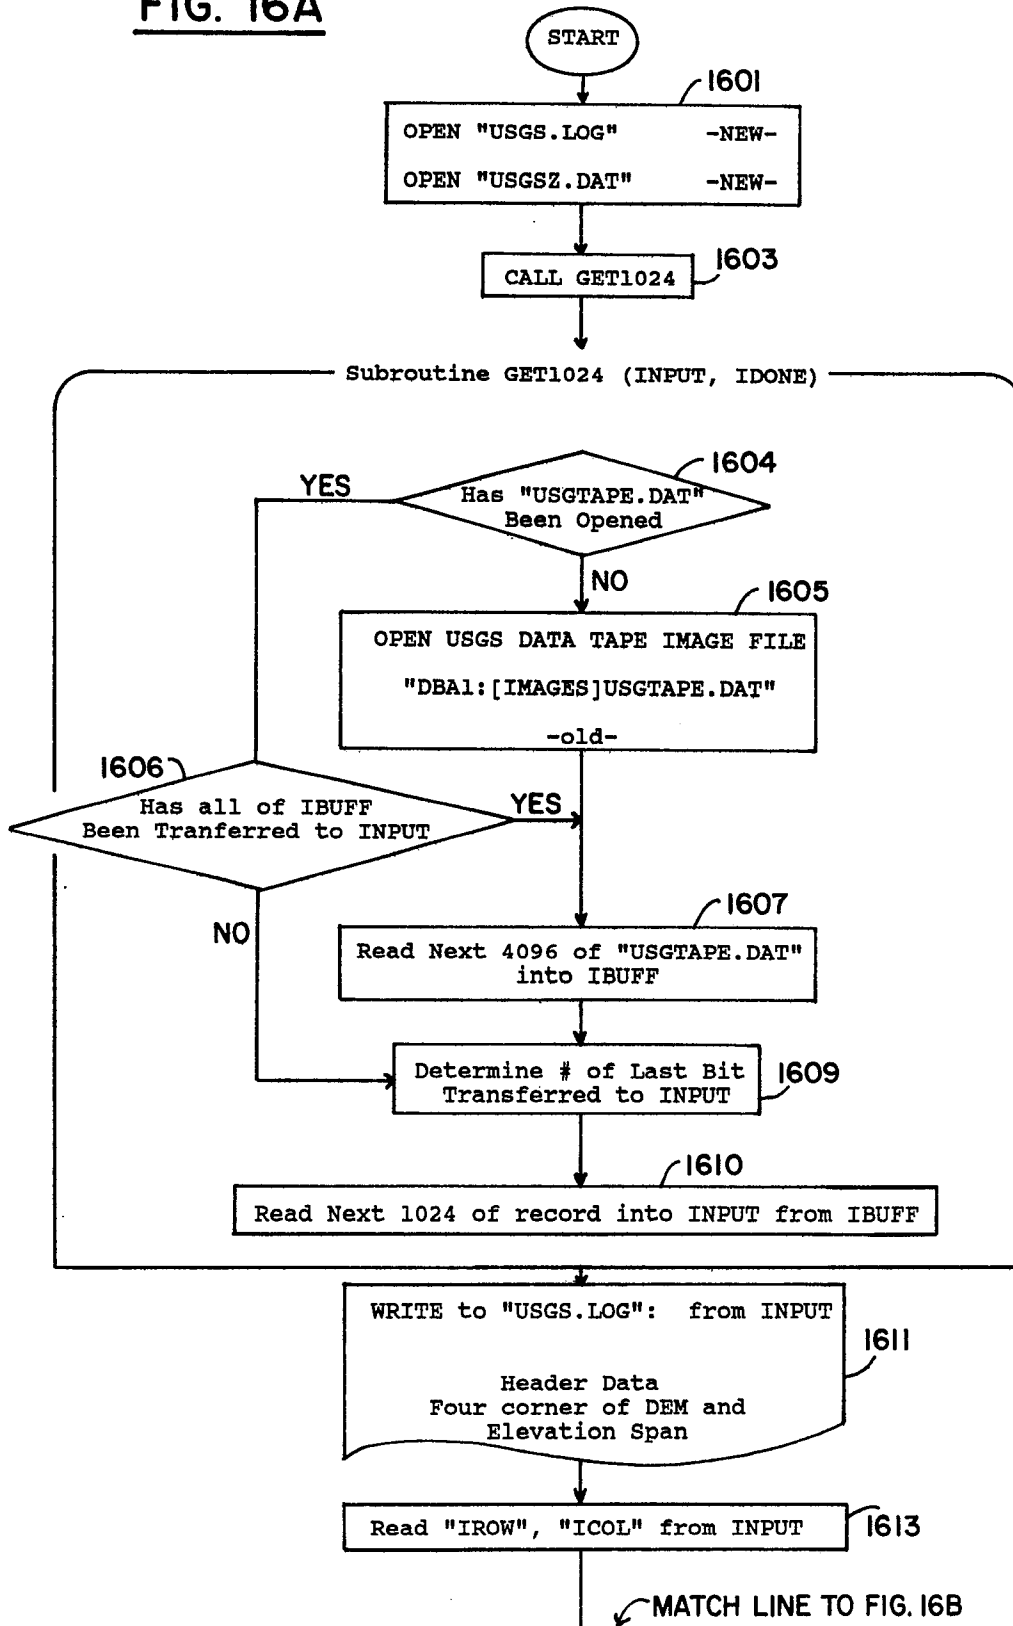 FIG. 16A
START
1601
OPEN "USGS.LOG" -NEW-
OPEN "USGSZ.DAT" -NEW-
1603
CALL GET1024
Subroutine GET1024 (INPUT, IDONE)
1604
YES
Has "USGTAPE.DAT"
Been Opened
NO
1605
OPEN USGS DATA TAPE IMAGE FILE
"DBA1:[IMAGES]USGTAPE.DAT"
-old-
1606
Has all of IBUFF
Been Tranferred to INPUT
YES
NO
1607
Read Next 4096 of "USGTAPE.DAT"
into IBUFF
Determine # of Last Bit
Transferred to INPUT
1609
1610
Read Next 1024 of record into INPUT from IBUFF
WRITE to "USGS.LOG": from INPUT
1611
Header Data
Four corner of DEM and
Elevation Span
Read "IROW", "ICOL" from INPUT
1613
MATCH LINE TO FIG. 16B